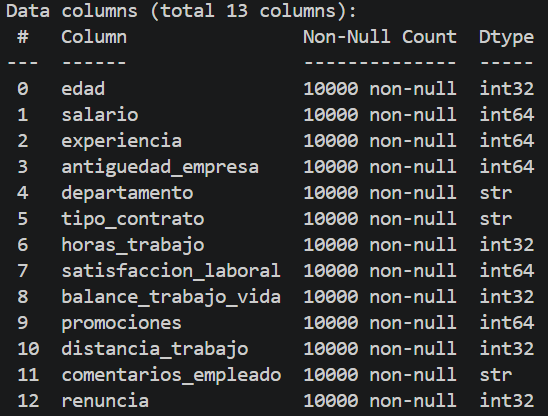 Data columns (total 13 columns):
 #   Column               Non-Null Count  Dtype
---  ------               --------------  -----
 0   edad                 10000 non-null  int32
 1   salario              10000 non-null  int64
 2   experiencia          10000 non-null  int64
 3   antiguedad_empresa   10000 non-null  int64
 4   departamento         10000 non-null  str
 5   tipo_contrato        10000 non-null  str
 6   horas_trabajo        10000 non-null  int32
 7   satisfaccion_laboral 10000 non-null  int64
 8   balance_trabajo_vida 10000 non-null  int32
 9   promociones          10000 non-null  int64
 10  distancia_trabajo    10000 non-null  int32
 11  comentarios_empleado 10000 non-null  str
 12  renuncia             10000 non-null  int32